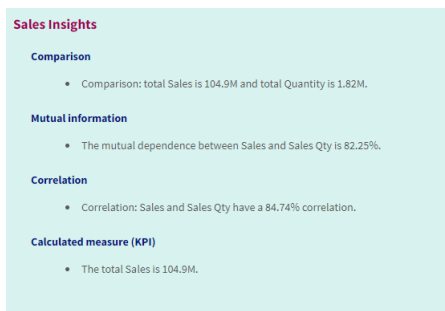 Sales Insights
Comparison
• Comparison: total Sales is 104.9M and total Quantity is 1.82M.
Mutual information
• The mutual dependence between Sales and Sales Qty is 82.25%.
Correlation
• Correlation: Sales and Sales Qty have a 84.74% correlation.
Calculated measure (KPI)
• The total Sales is 104.9M.